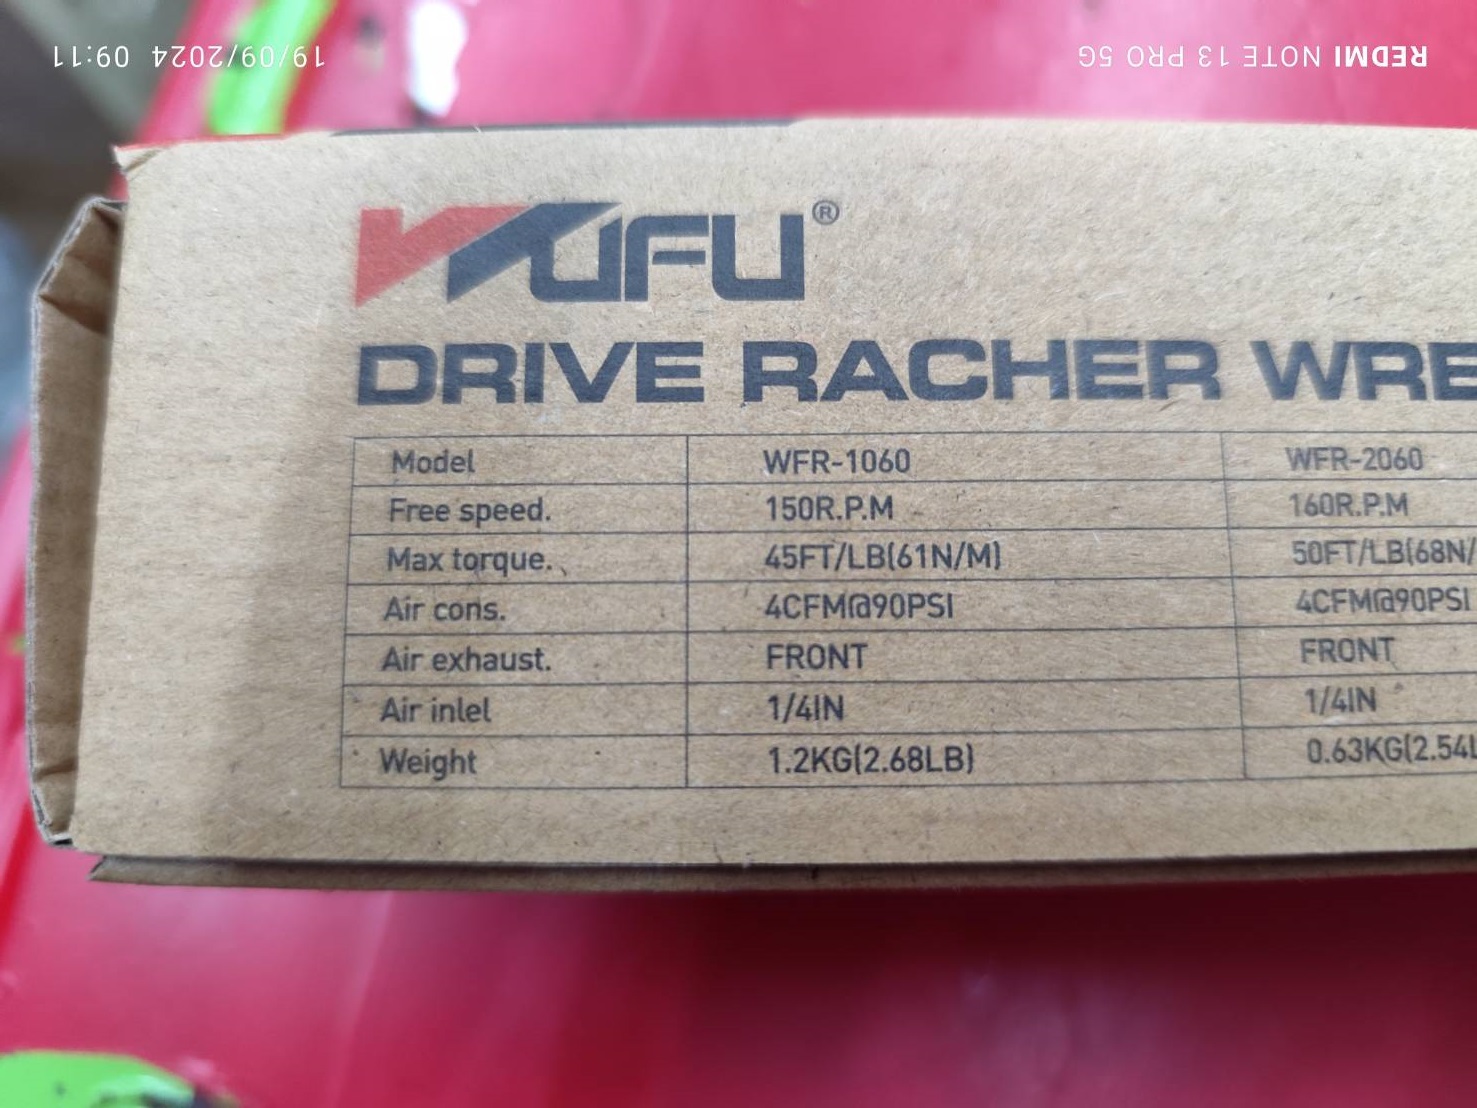 WUFU®
DRIVE RACHER WRE
Model WFR-1060 WFR-2060
Free speed. 150R.P.M 160R.P.M
Max torque. 45FT/LB(61N/M) 50FT/LB(68N/
Air cons. 4CFM@90PSI 4CFM@90PSI
Air exhaust. FRONT FRONT
Air inlel 1/4IN 1/4IN
Weight 1.2KG(2.68LB) 0.63KG(2.54L
REDMI NOTE 13 PRO 5G
19/09/2024 09:11